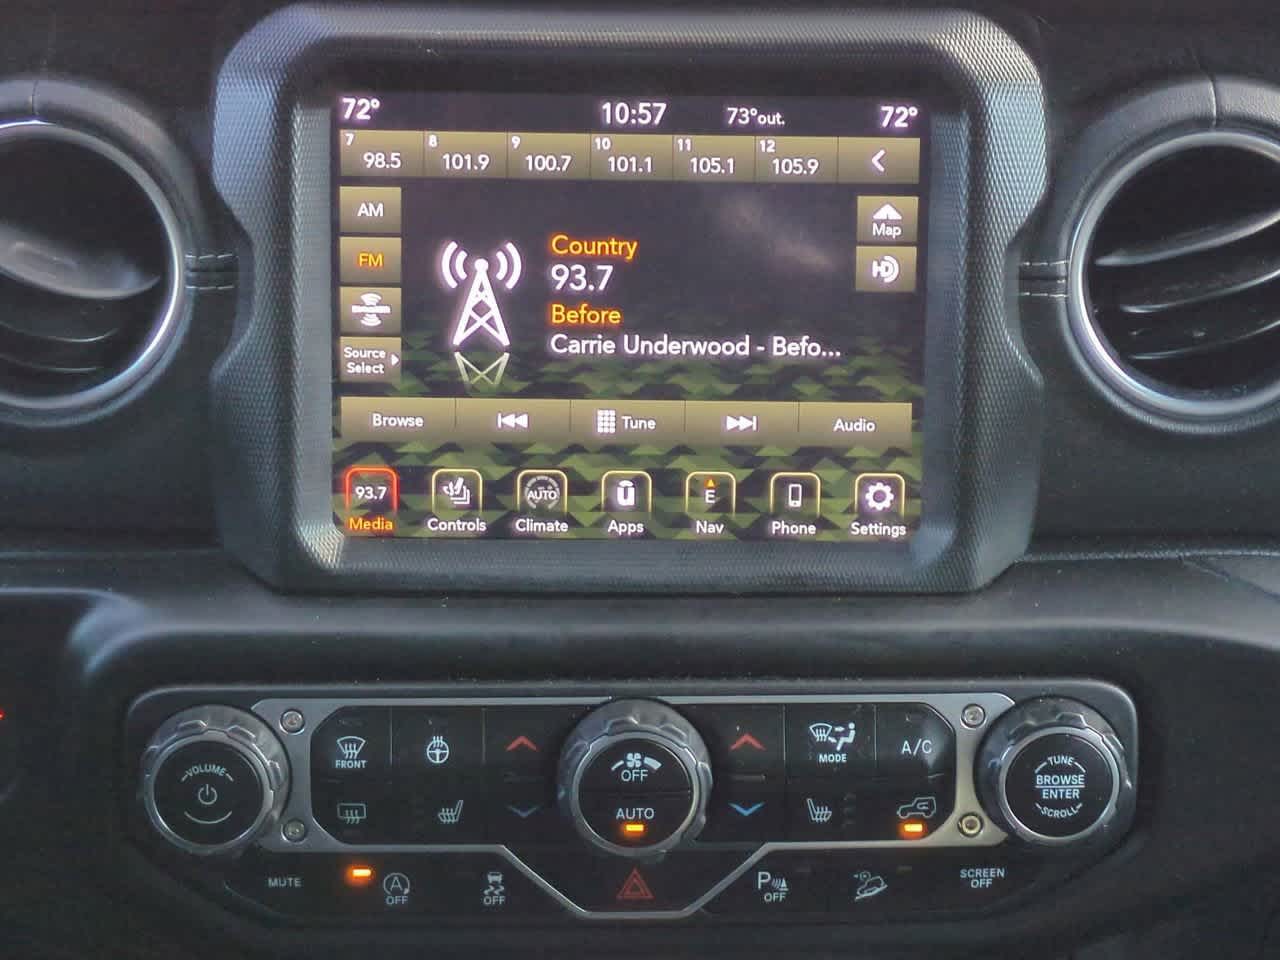 72° 10:57 73°out. 72°
7 98.5 8 101.9 9 100.7 10 101.1 11 105.1 12 105.9
AM
Map
Country
FM
HD
93.7
Before
Carrie Underwood - Befo...
Source
Select
Browse Tune Audio
93.7 AUTO E
Media Controls Climate Apps Nav Phone Settings
FRONT
MODE
A/C
OFF
AUTO
VOLUME
TUNE
BROWSE
ENTER
SCROLL
MUTE
A
OFF
OFF
P
OFF
SCREEN
OFF